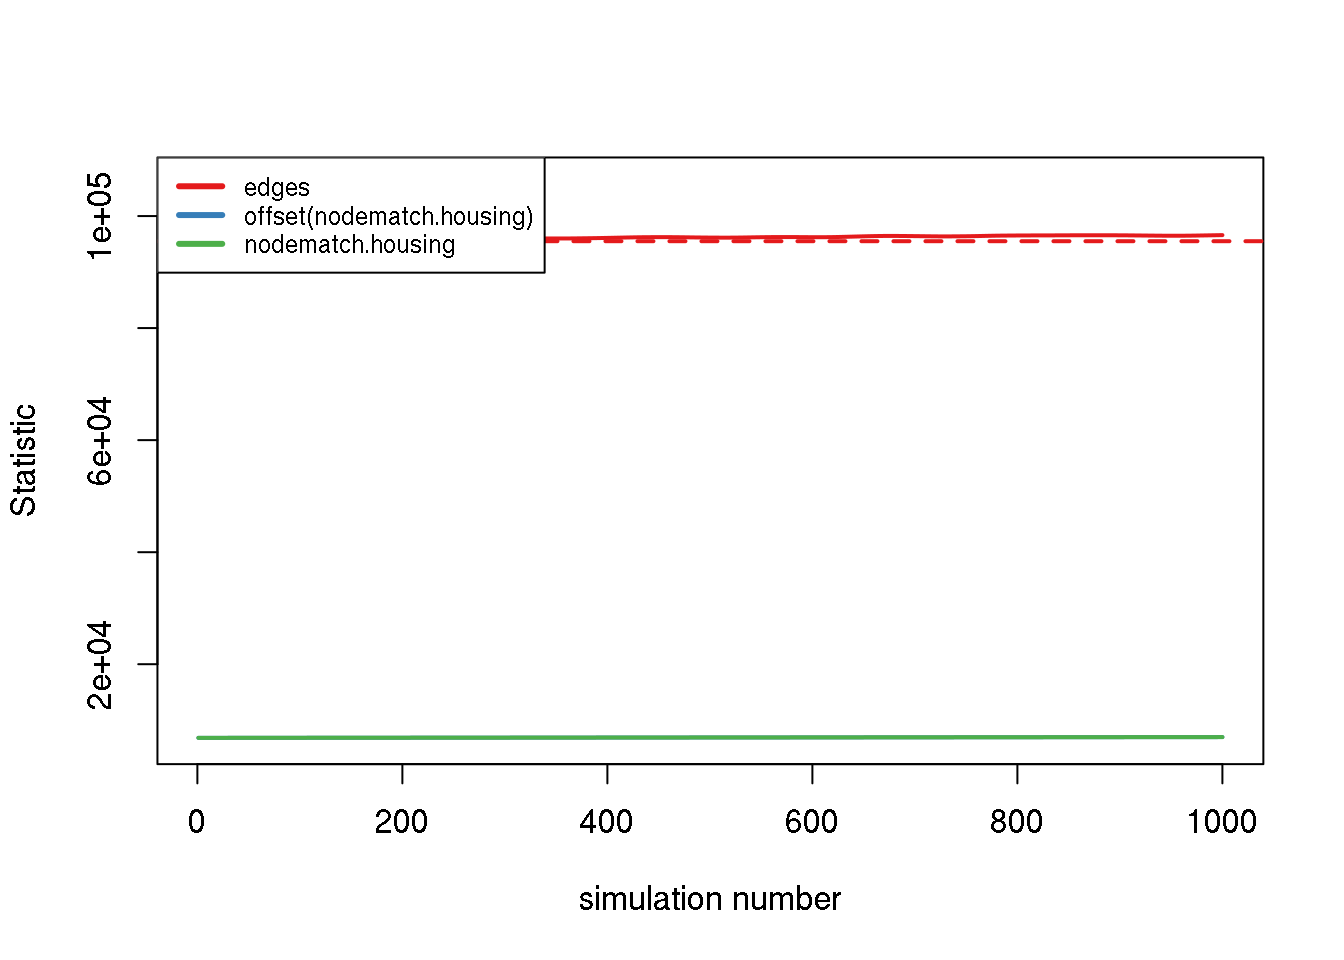 edges
offset(nodematch.housing)
nodematch.housing
1e+05
6e+04
2e+04
Statistic
0 200 400 600 800 1000
simulation number